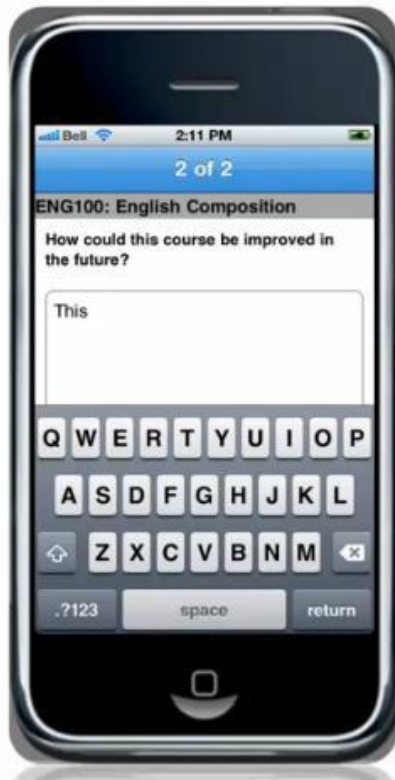 Bell 2:11 PM
2 of 2
ENG100: English Composition
How could this course be improved in
the future?
This
Q W E R T Y U I O P
A S D F G H J K L
Z X C V B N M
.?123 space return